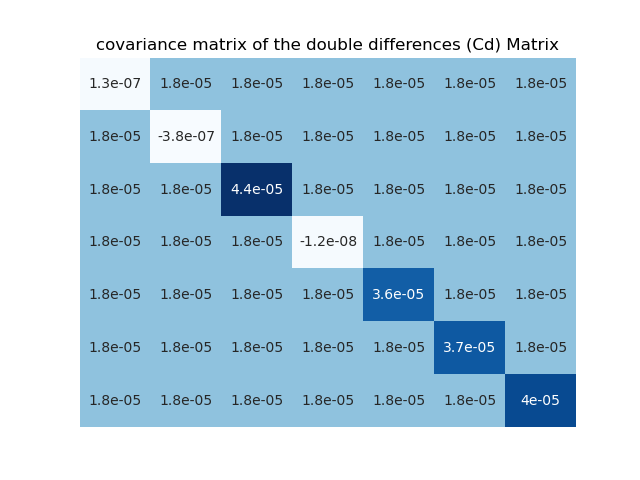 covariance matrix of the double differences (Cd) Matrix
1.3e-07 1.8e-05 1.8e-05 1.8e-05 1.8e-05 1.8e-05 1.8e-05
1.8e-05 -3.8e-07 1.8e-05 1.8e-05 1.8e-05 1.8e-05 1.8e-05
1.8e-05 1.8e-05 4.4e-05 1.8e-05 1.8e-05 1.8e-05 1.8e-05
1.8e-05 1.8e-05 1.8e-05 -1.2e-08 1.8e-05 1.8e-05 1.8e-05
1.8e-05 1.8e-05 1.8e-05 1.8e-05 3.6e-05 1.8e-05 1.8e-05
1.8e-05 1.8e-05 1.8e-05 1.8e-05 1.8e-05 3.7e-05 1.8e-05
1.8e-05 1.8e-05 1.8e-05 1.8e-05 1.8e-05 1.8e-05 4e-05